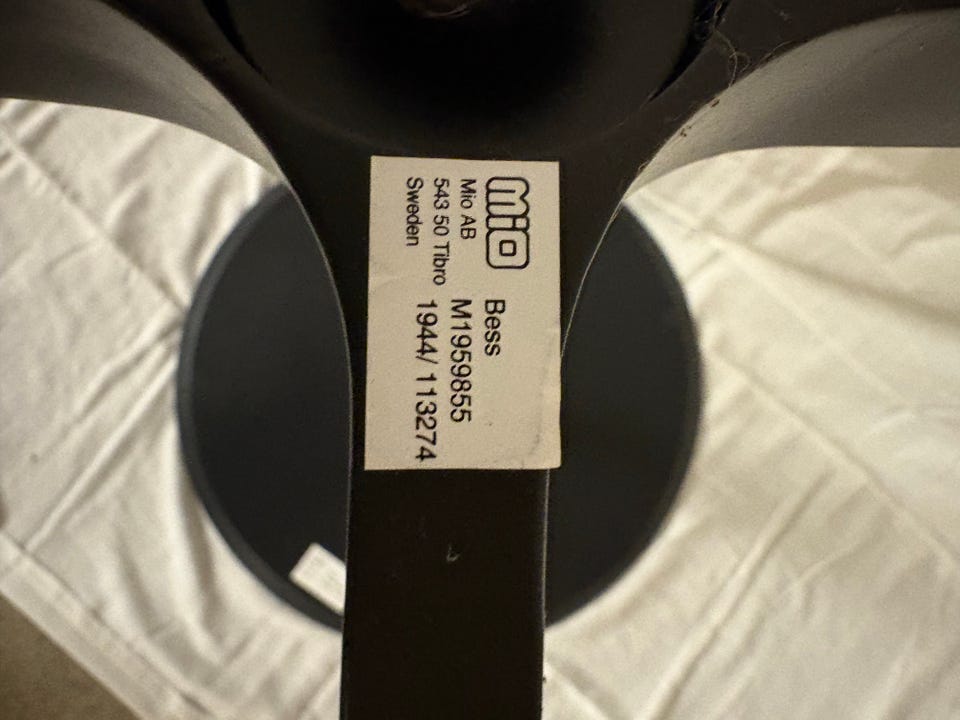 mio
Mio AB
543 50 Tibro
Sweden
Bess
M1959855
1944/ 113274